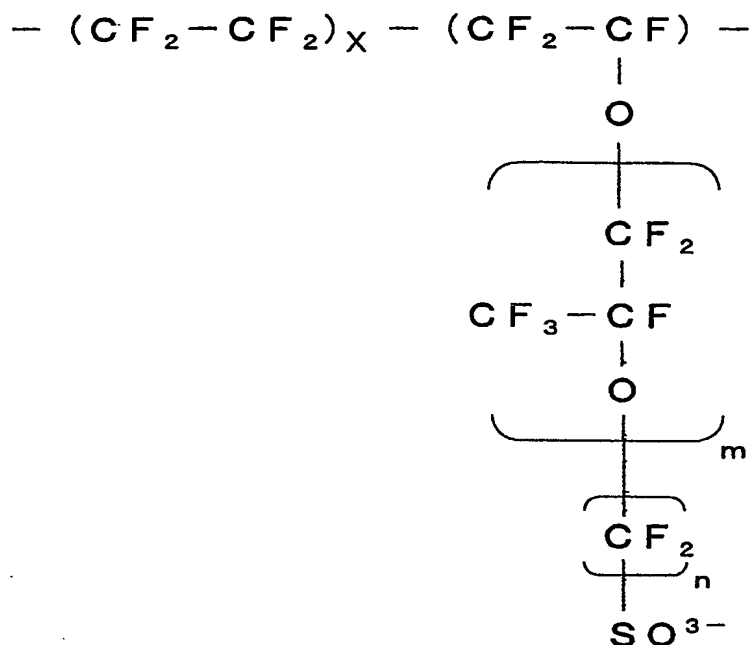 — (CF₂—CF₂)X — (CF₂—CF) —
O
CF₂
CF₃—CF
O
m
CF₂
n
SO³⁻